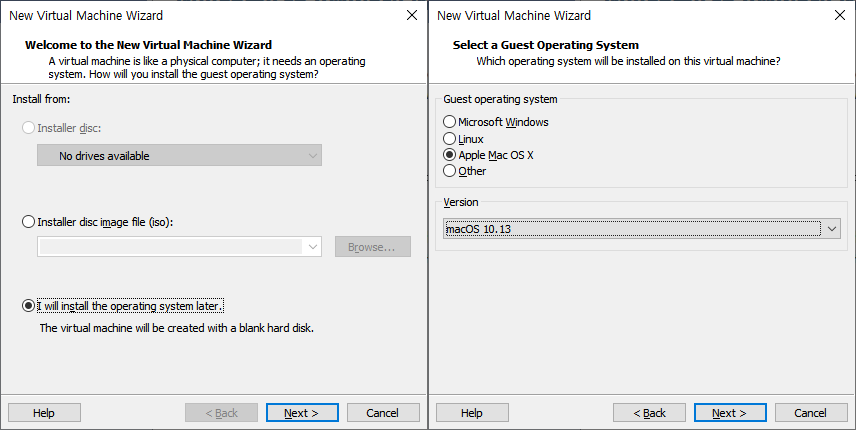 New Virtual Machine Wizard
Welcome to the New Virtual Machine Wizard
A virtual machine is like a physical computer; it needs an operating
system. How will you install the guest operating system?
Install from:
Installer disc:
No drives available
Installer disc image file (iso):
Browse...
I will install the operating system later.
The virtual machine will be created with a blank hard disk.
Help
< Back
Next >
Cancel
New Virtual Machine Wizard
Select a Guest Operating System
Which operating system will be installed on this virtual machine?
Guest operating system
Microsoft Windows
Linux
Apple Mac OS X
Other
Version
macOS 10.13
Help
< Back
Next >
Cancel